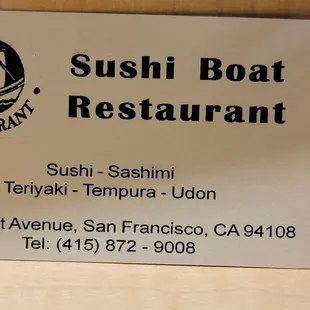 Sushi Boat
Restaurant
Sushi - Sashimi
Teriyaki - Tempura - Udon
Avenue, San Francisco, CA 94108
Tel: (415) 872 - 9008